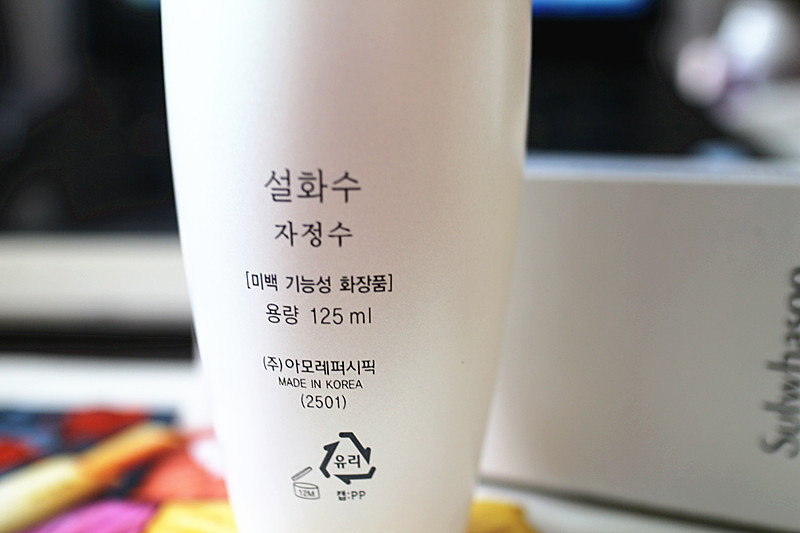 설화수
자정수
[미백 기능성 화장품]
용량 125 ml
(주)아모레퍼시픽
MADE IN KOREA
(2501)
유리
12M
캡:PP
Sulwhasoo